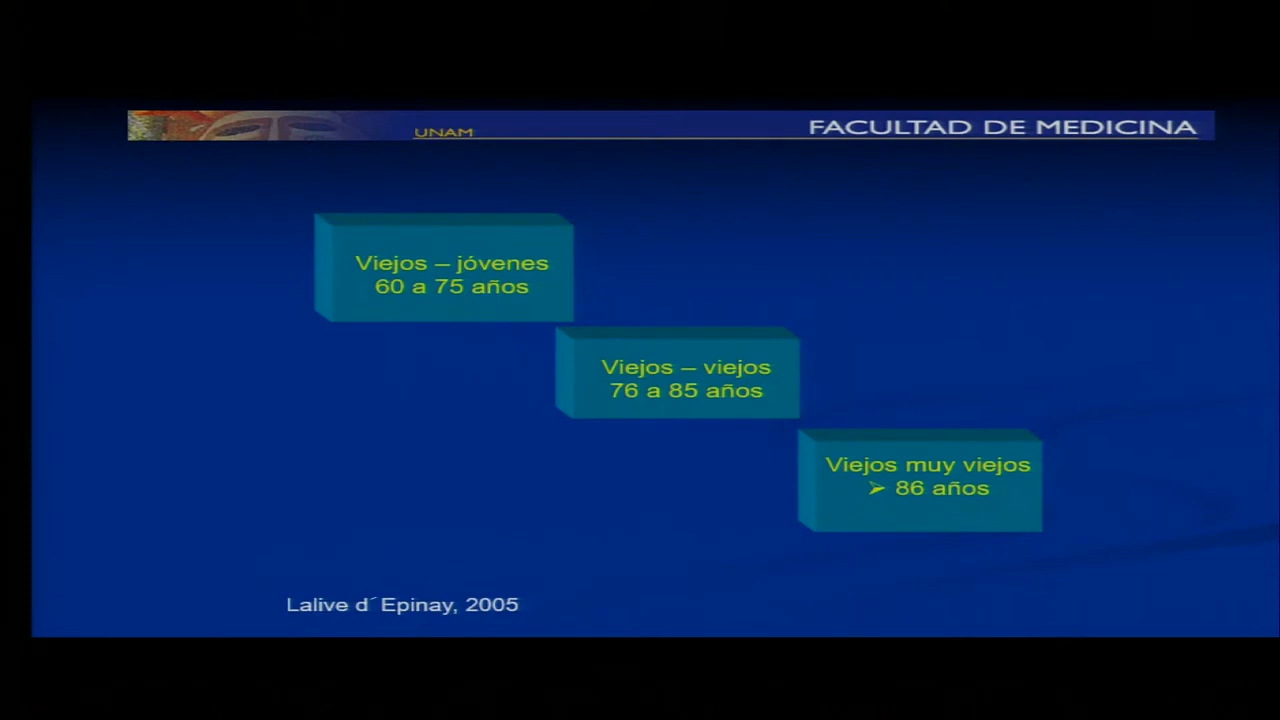 UNAM
FACULTAD DE MEDICINA
Viejos – jóvenes
60 a 75 años
Viejos – viejos
76 a 85 años
Viejos muy viejos
➢ 86 años
Lalive d´Epinay, 2005